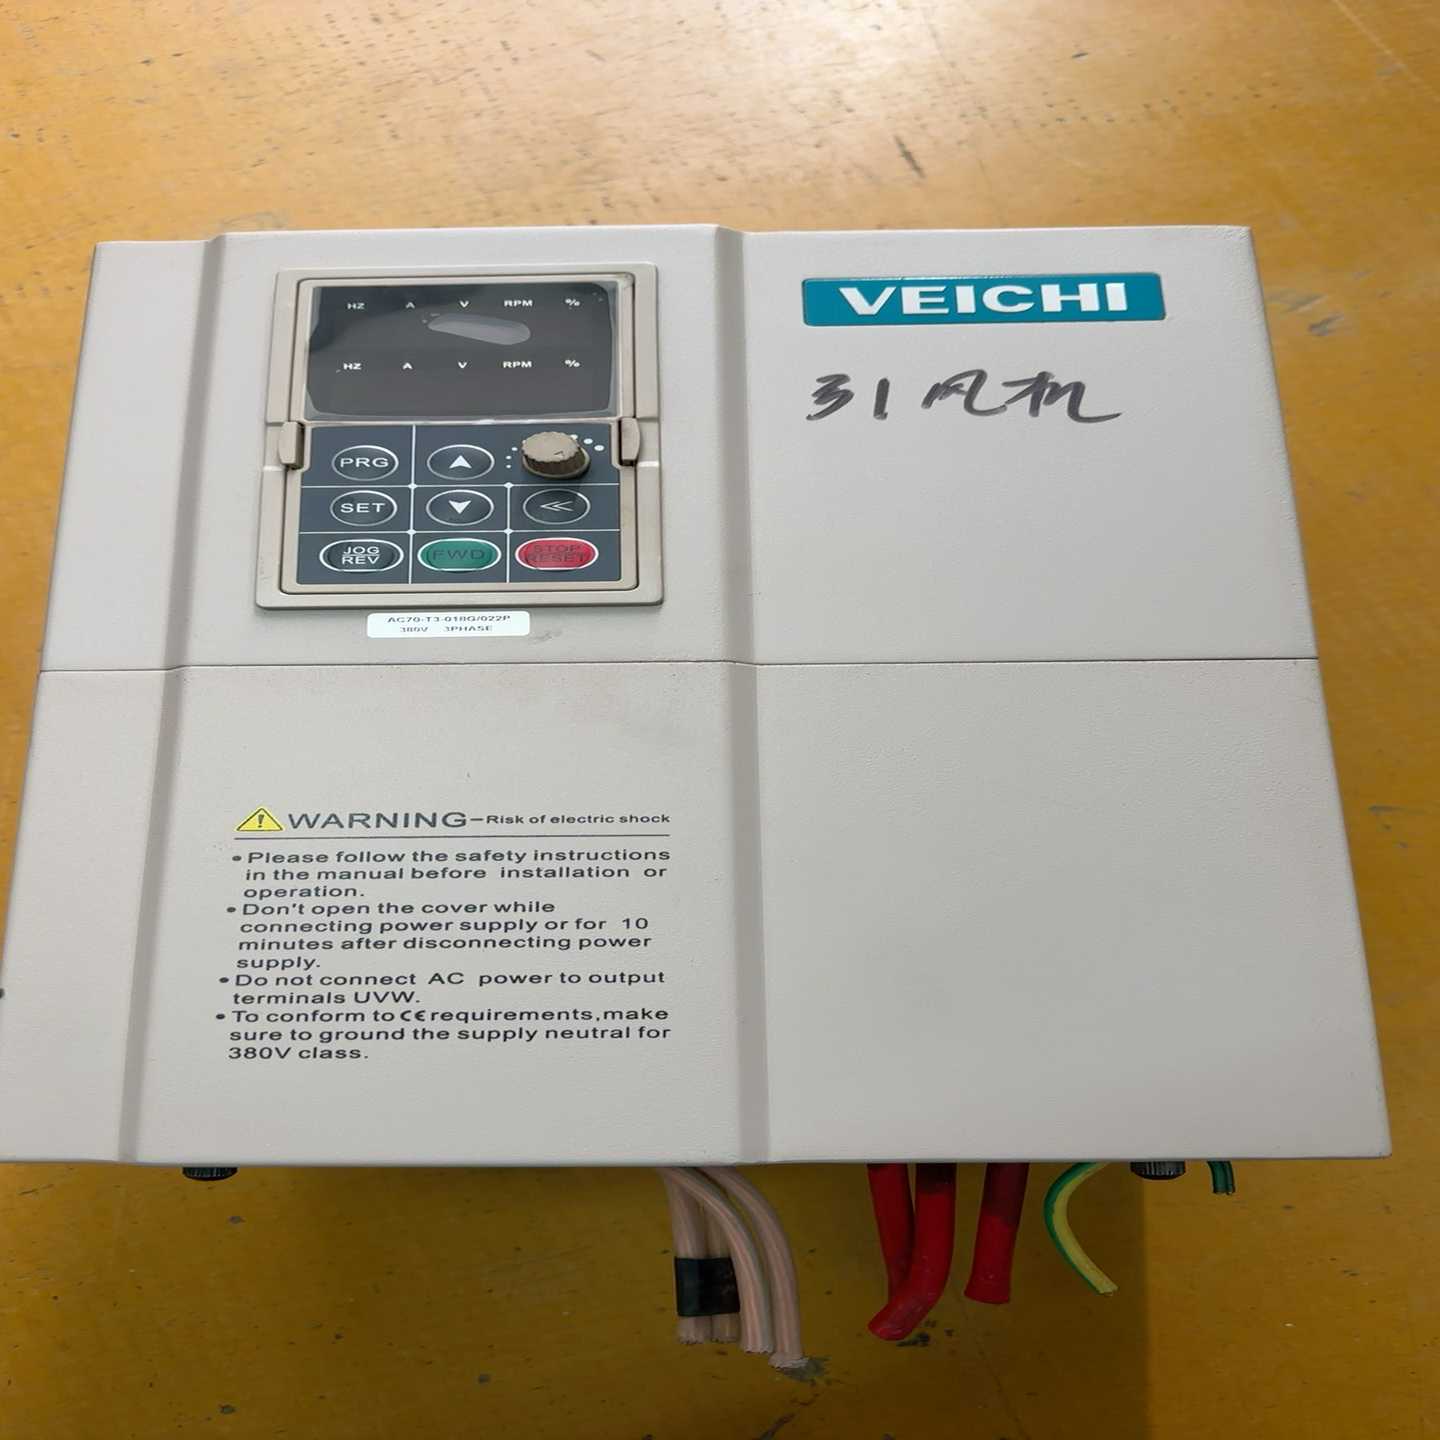 HZ A V RPM %
HZ A V RPM %
PRG
SET
JOG
REV
FWD
STOP
RESET
AC70-T3-018G/022P
380V 3PHASE
VEICHI
引风机
WARNING-Risk of electric shock
•Please follow the safety instructions
in the manual before installation or
operation.
•Don't open the cover while
connecting power supply or for 10
minutes after disconnecting power
supply.
•Do not connect AC power to output
terminals UVW.
•To conform to CE requirements,make
sure to ground the supply neutral for
380V class.